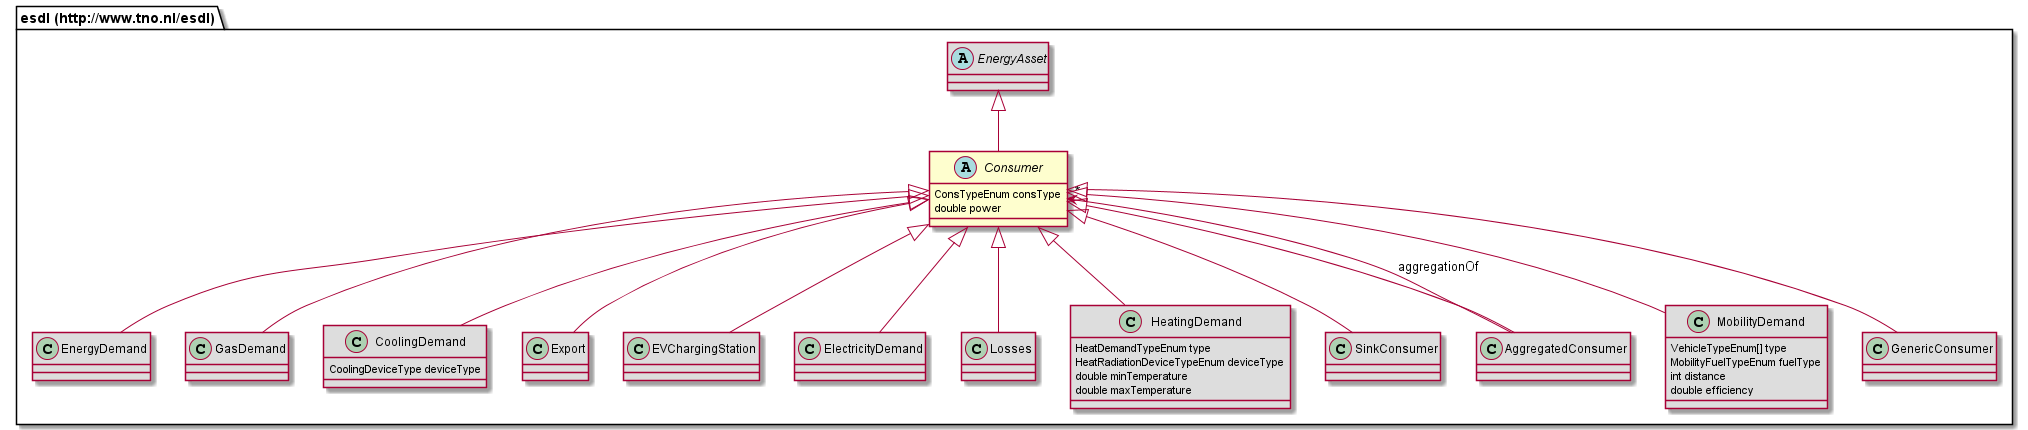 esdl (http://www.tno.nl/esdl)
A EnergyAsset
A Consumer
ConsTypeEnum consType
double power
aggregationOf
C EnergyDemand
C GasDemand
C CoolingDemand
CoolingDeviceType deviceType
C Export
C EVChargingStation
C ElectricityDemand
C Losses
C HeatingDemand
HeatDemandTypeEnum type
HeatRadiationDeviceTypeEnum deviceType
double minTemperature
double maxTemperature
C SinkConsumer
C AggregatedConsumer
C MobilityDemand
VehicleTypeEnum[] type
MobilityFuelTypeEnum fuelType
int distance
double efficiency
C GenericConsumer